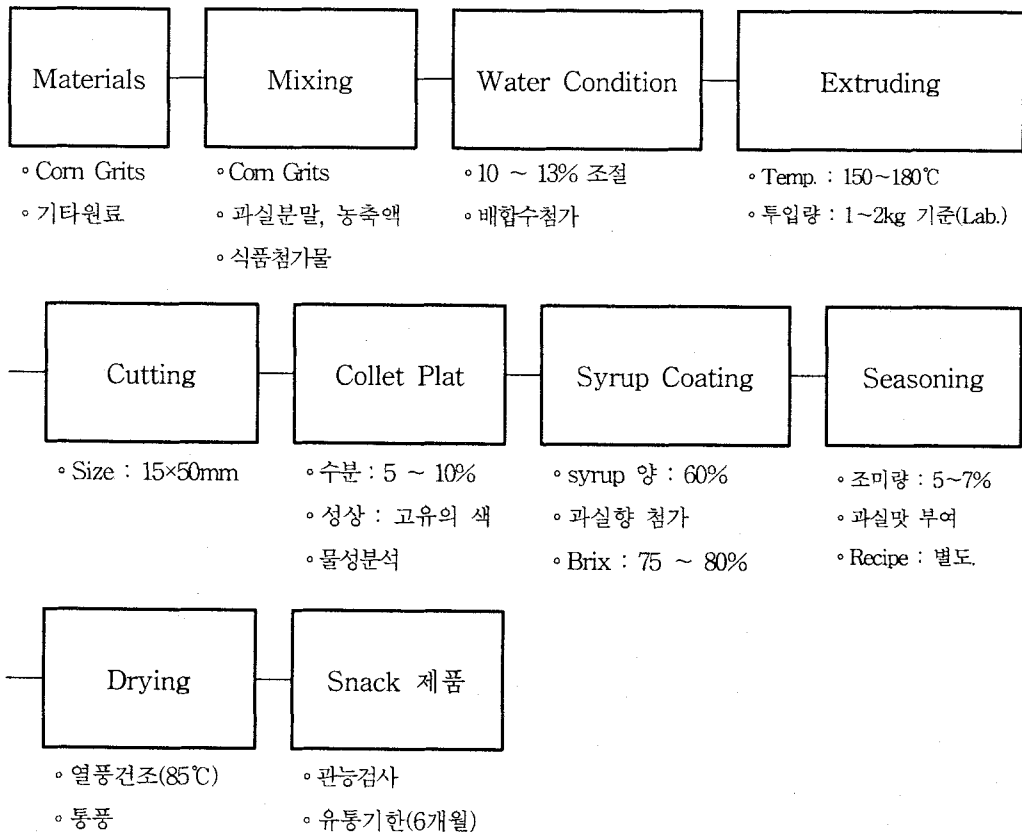 Materials Mixing Water Condition Extruding
◦ Corn Grits ◦ Corn Grits ◦ 10 ~ 13% 조절 ◦ Temp. : 150~180℃
◦ 기타원료 ◦ 과실분말, 농축액 ◦ 배합수첨가 ◦ 투입량 : 1~2kg 기준(Lab.)
◦ 식품첨가물
Cutting Collet Plat Syrup Coating Seasoning
◦ Size : 15×50mm ◦ 수분 : 5 ~ 10% ◦ syrup 양 : 60% ◦ 조미량 : 5~7%
◦ 성상 : 고유의 색 ◦ 과실향 첨가 ◦ 과실맛 부여
◦ 물성분석 ◦ Brix : 75 ~ 80% ◦ Recipe : 별도.
Drying Snack 제품
◦ 열풍건조(85℃) ◦ 관능검사
◦ 통풍 ◦ 유통기한(6개월)